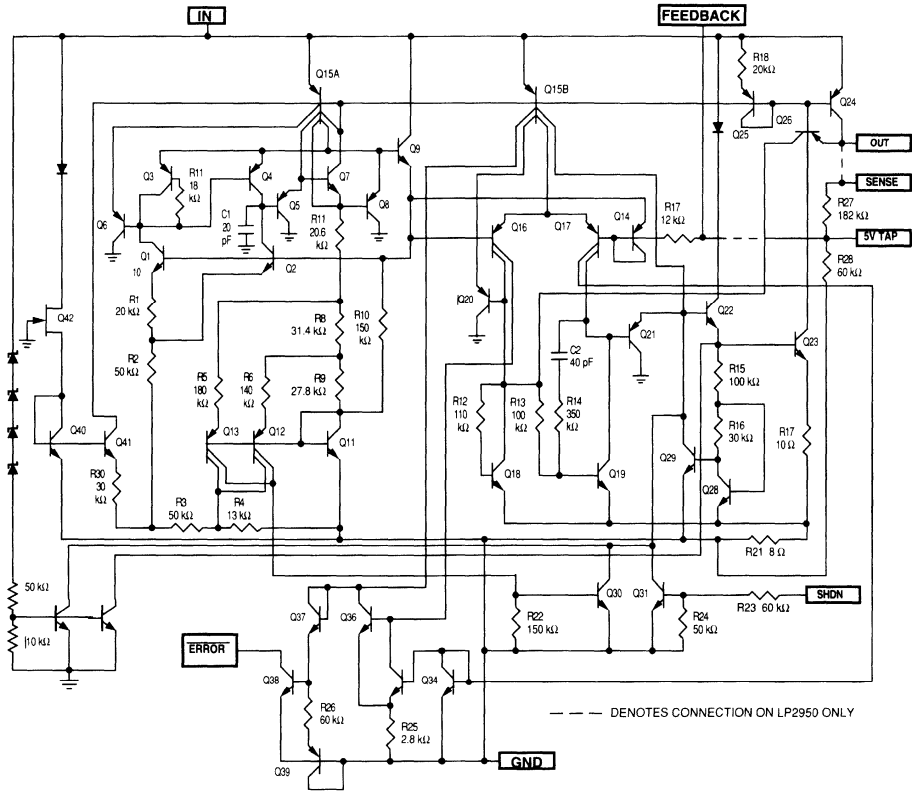 IN
FEEDBACK
R18
20kΩ
Q15A
Q15B
Q24
Q25
Q26
OUT
Q9
Q3
R11
18
kΩ
Q4
Q7
Q5
Q8
SENSE
C1
20
pF
Q6
R11
20.6
kΩ
Q16
Q17
Q14
R17
12 kΩ
R27
182 kΩ
5V TAP
Q1
10
Q2
R28
60 kΩ
R1
20 kΩ
R10
150
kΩ
Q20
Q42
R8
31.4 kΩ
Q22
Q21
Q23
R2
50 kΩ
C2
40 pF
R5
180
kΩ
R6
140
kΩ
R9
27.8 kΩ
R15
100 kΩ
R12
110
kΩ
R13
100
kΩ
R14
350
kΩ
R16
30 kΩ
R17
10 Ω
Q40
Q41
Q13
Q12
Q11
Q29
R30
30
kΩ
Q18
Q19
Q28
R3
50 kΩ
R4
13 kΩ
R21 8 Ω
50 kΩ
Q30
Q31
SHDN
R23 60 kΩ
10 kΩ
Q37
Q36
R22
150 kΩ
R24
50 kΩ
ERROR
Q38
Q34
R26
60 kΩ
R25
2.8 kΩ
DENOTES CONNECTION ON LP2950 ONLY
Q39
GND